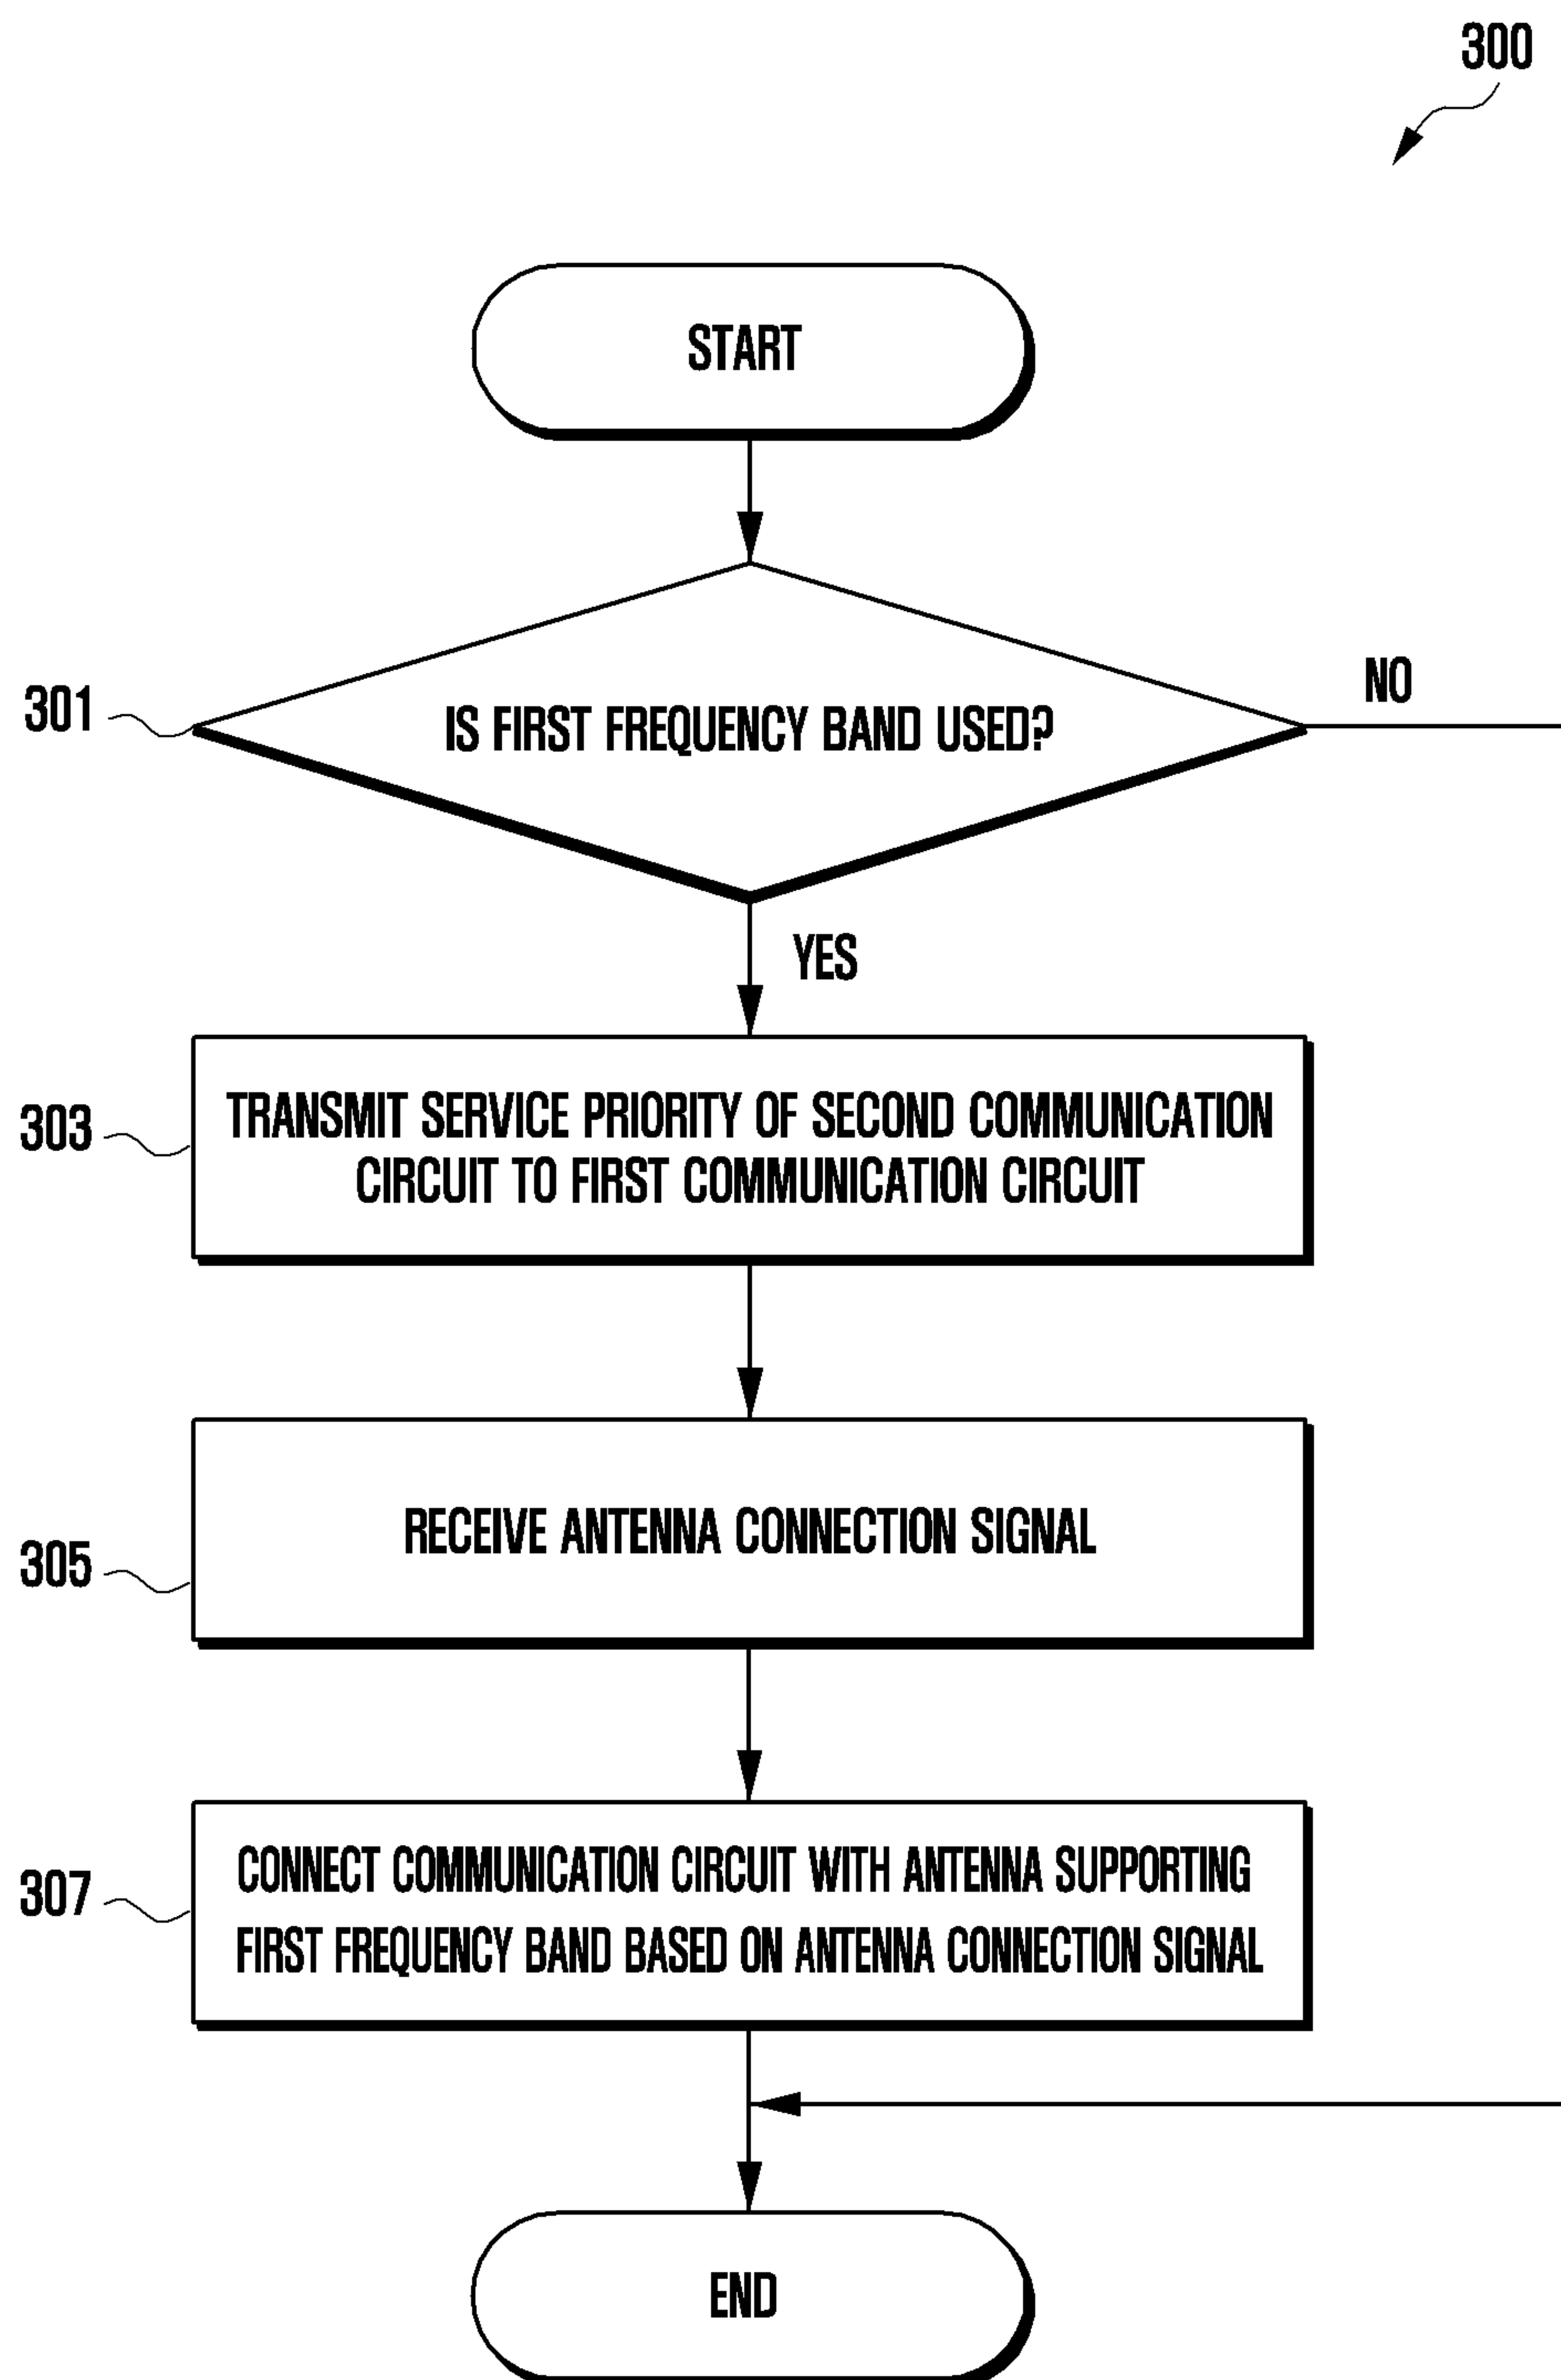 300
START
301
IS FIRST FREQUENCY BAND USED?
NO
YES
303
TRANSMIT SERVICE PRIORITY OF SECOND COMMUNICATION
CIRCUIT TO FIRST COMMUNICATION CIRCUIT
305
RECEIVE ANTENNA CONNECTION SIGNAL
307
CONNECT COMMUNICATION CIRCUIT WITH ANTENNA SUPPORTING
FIRST FREQUENCY BAND BASED ON ANTENNA CONNECTION SIGNAL
END